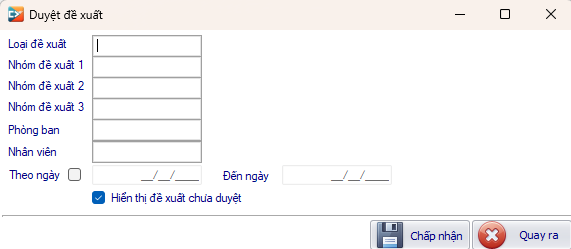 Duyệt đề xuất
Loại đề xuất
Nhóm đề xuất 1
Nhóm đề xuất 2
Nhóm đề xuất 3
Phòng ban
Nhân viên
Theo ngày __/__/____ Đến ngày __/__/____
Hiển thị đề xuất chưa duyệt
Chấp nhận Quay ra